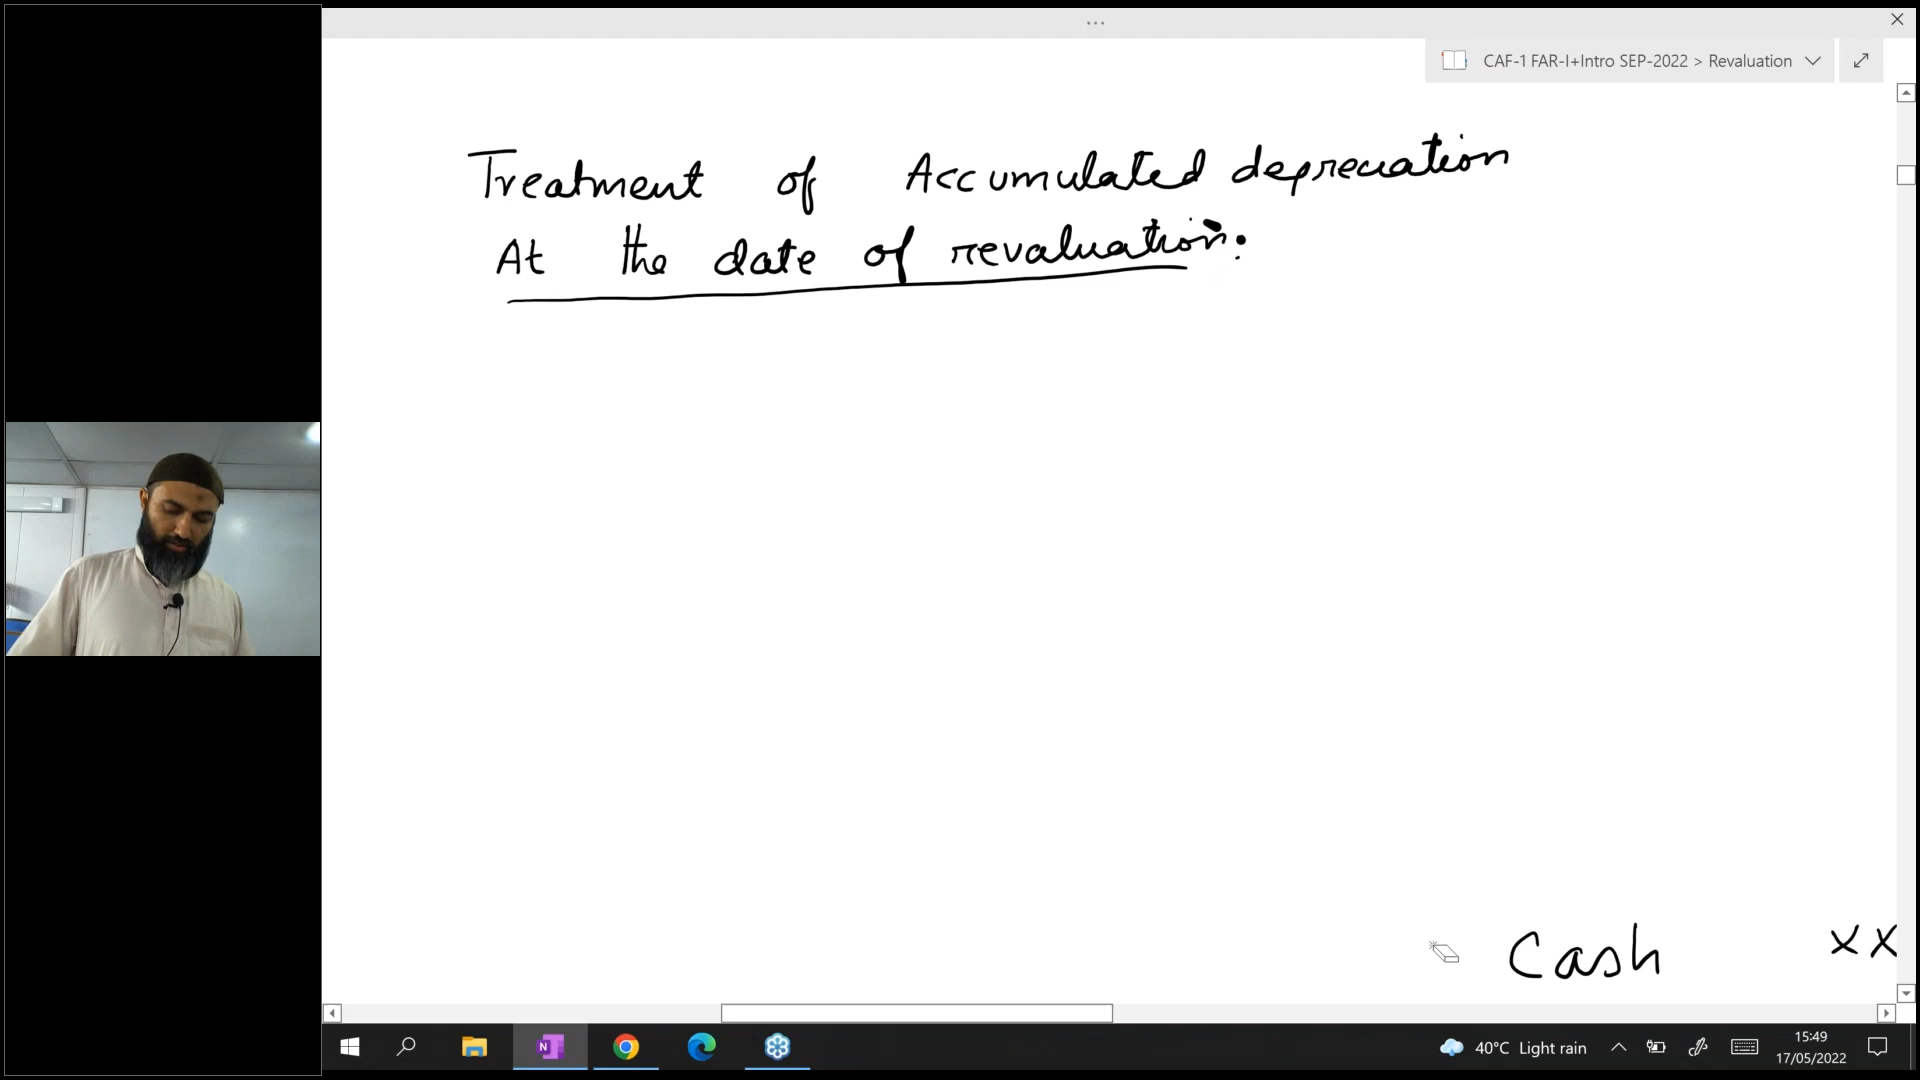 CAF-1 FAR-I+Intro SEP-2022 > Revaluation
Treatment of Accumulated depreciation
At the date of revaluation:
Cash xx
40°C Light rain
15:49
17/05/2022